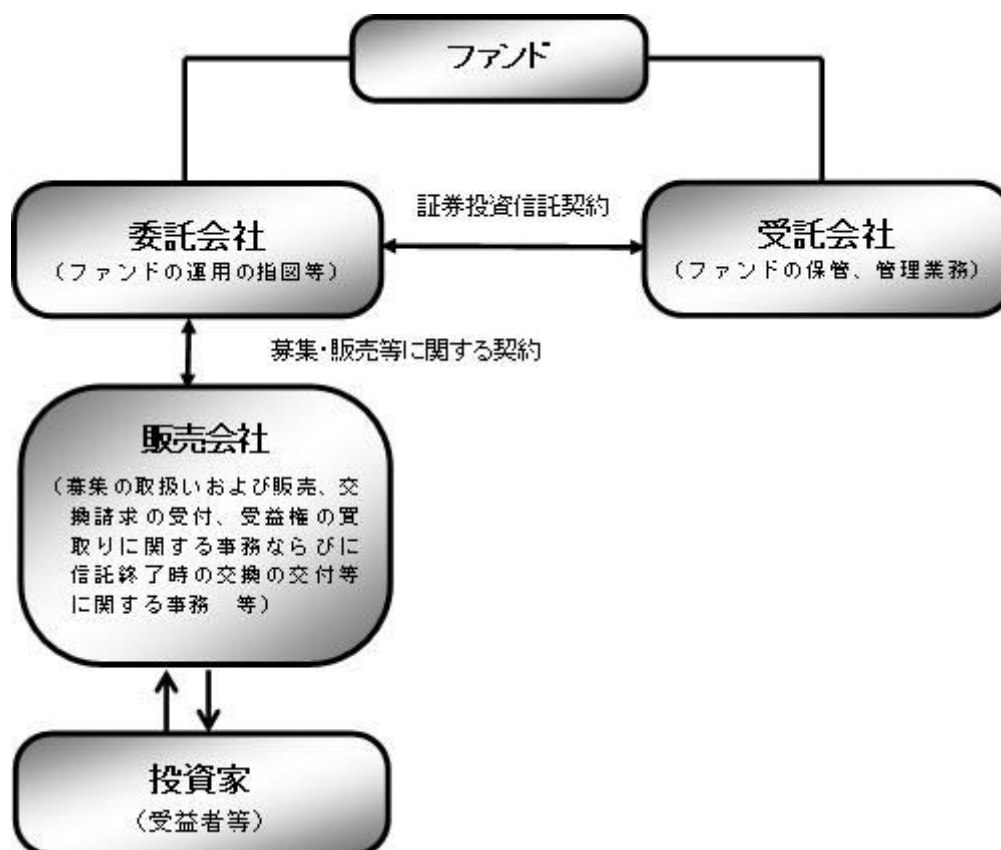 ファンド
証券投資信託契約
委託会社
（ファンドの運用の指図等）
受託会社
（ファンドの保管、管理業務）
募集・販売等に関する契約
販売会社
（募集の取扱いおよび販売、交
換請求の受付、受益権の買
取りに関する事務ならびに
信託終了時の交換の交付等
に関する事務　等）
投資家
（受益者等）